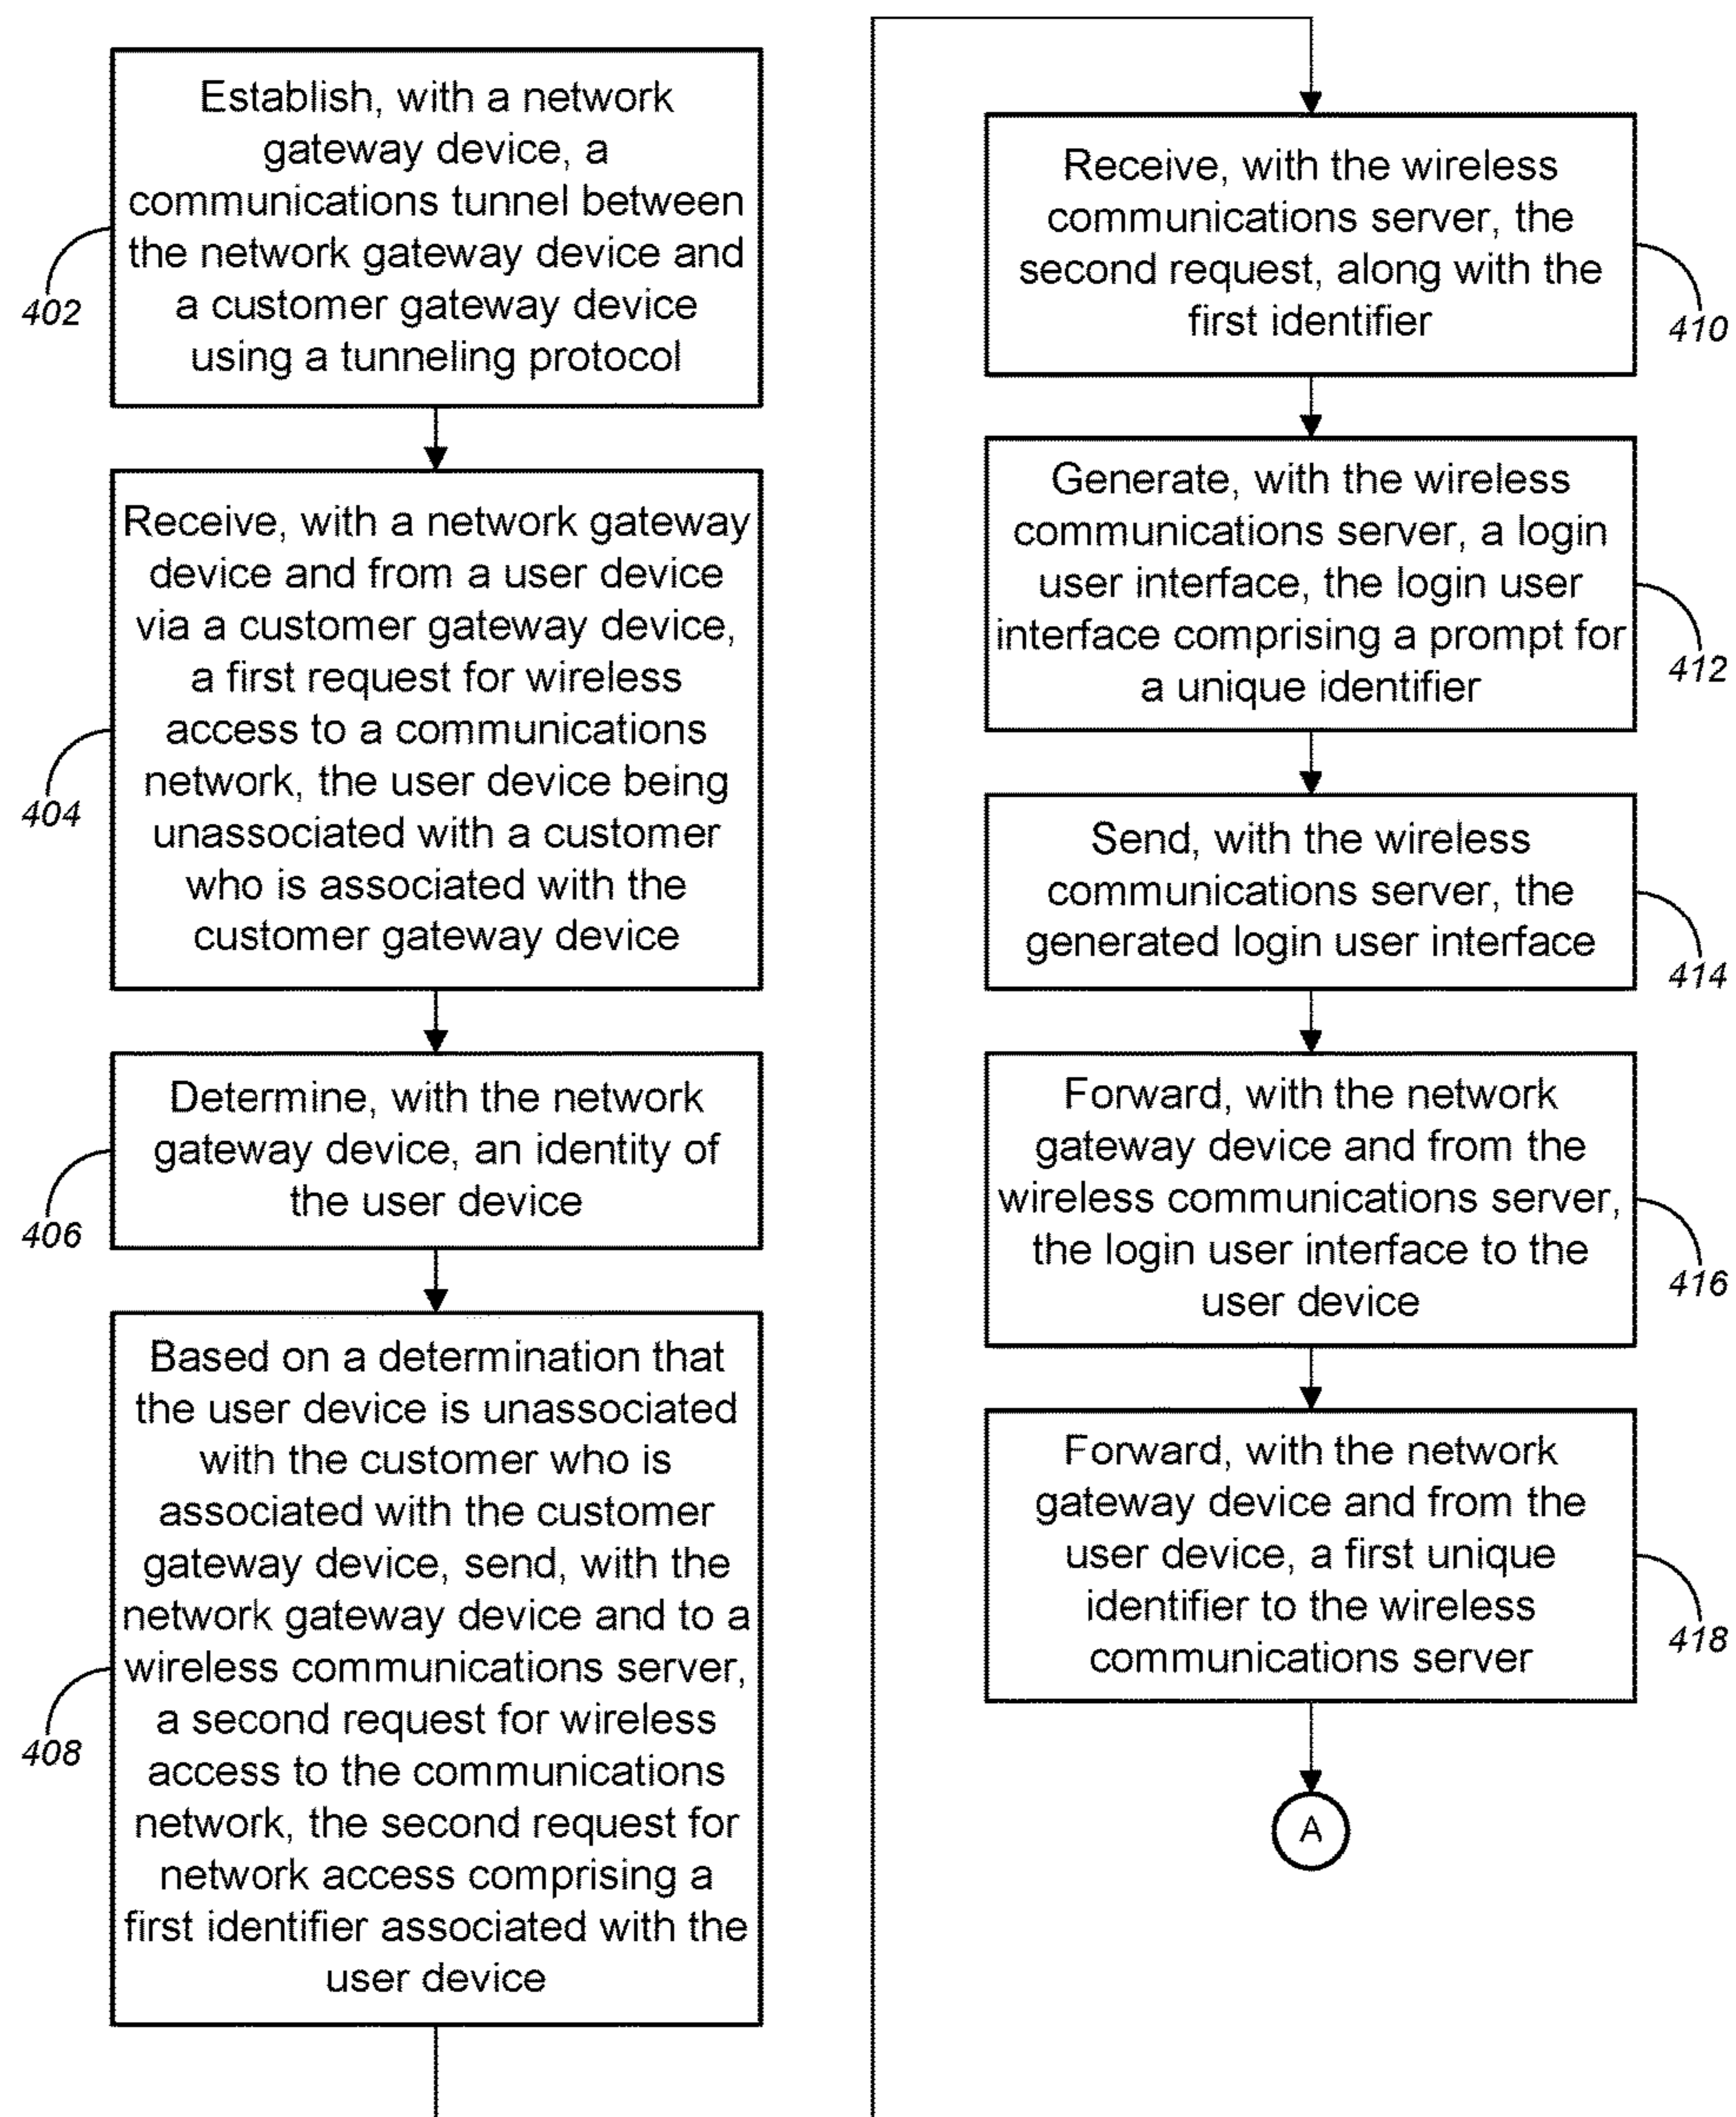 Establish, with a network
gateway device, a
communications tunnel between
the network gateway device and
a customer gateway device
using a tunneling protocol
402
Receive, with a network gateway
device and from a user device
via a customer gateway device,
a first request for wireless
access to a communications
network, the user device being
unassociated with a customer
who is associated with the
customer gateway device
404
Determine, with the network
gateway device, an identity of
the user device
406
Based on a determination that
the user device is unassociated
with the customer who is
associated with the customer
gateway device, send, with the
network gateway device and to a
wireless communications server,
a second request for wireless
access to the communications
network, the second request for
network access comprising a
first identifier associated with the
user device
408
Receive, with the wireless
communications server, the
second request, along with the
first identifier
410
Generate, with the wireless
communications server, a login
user interface, the login user
interface comprising a prompt for
a unique identifier
412
Send, with the wireless
communications server, the
generated login user interface
414
Forward, with the network
gateway device and from the
wireless communications server,
the login user interface to the
user device
416
Forward, with the network
gateway device and from the
user device, a first unique
identifier to the wireless
communications server
418
A